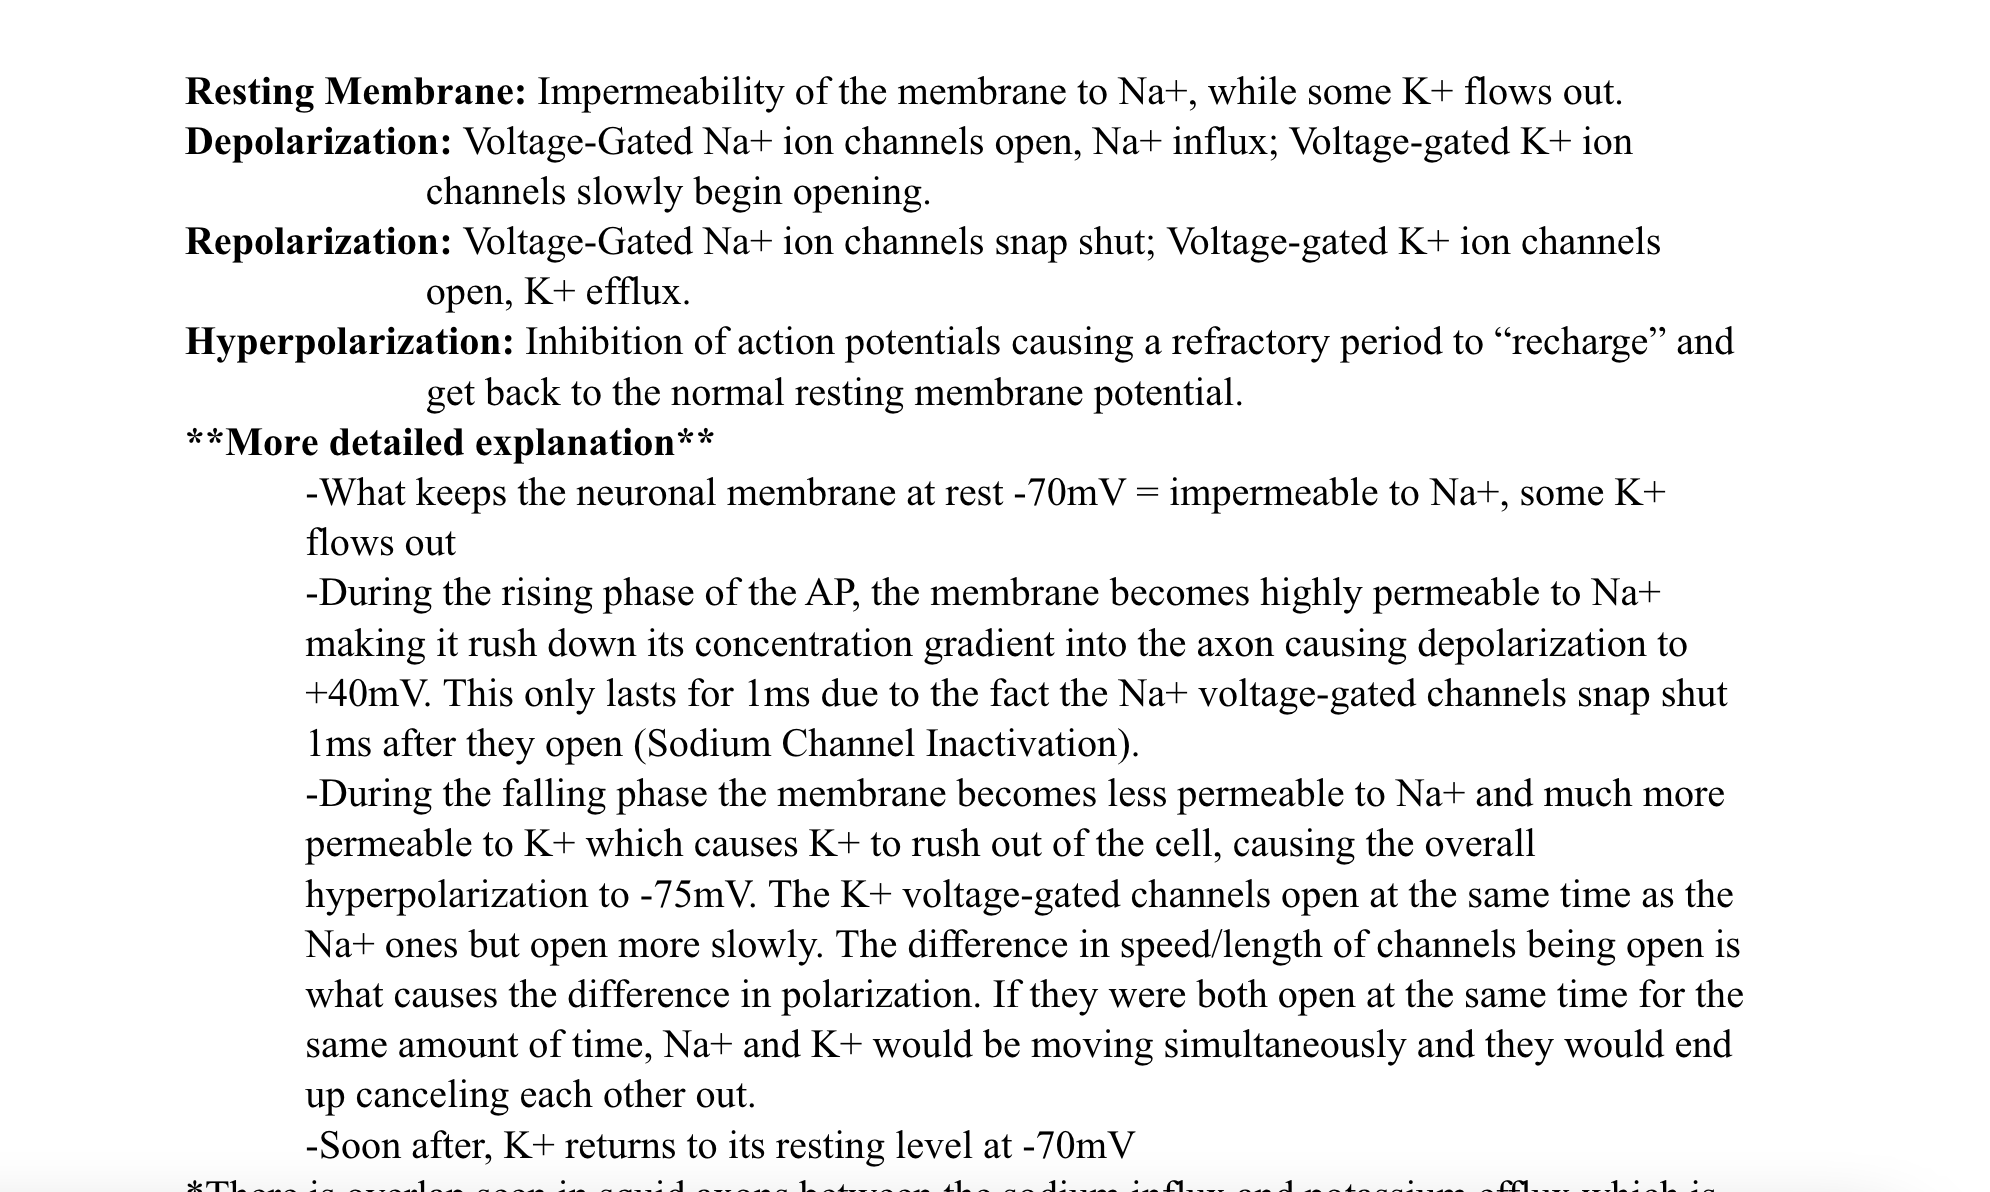 Resting Membrane: Impermeability of the membrane to Na+, while some K+ flows out.
Depolarization: Voltage-Gated Na+ ion channels open, Na+ influx; Voltage-gated K+ ion
channels slowly begin opening.
Repolarization: Voltage-Gated Na+ ion channels snap shut; Voltage-gated K+ ion channels
open, K+ efflux.
Hyperpolarization: Inhibition of action potentials causing a refractory period to “recharge” and
get back to the normal resting membrane potential.
**More detailed explanation**
-What keeps the neuronal membrane at rest -70mV = impermeable to Na+, some K+
flows out
-During the rising phase of the AP, the membrane becomes highly permeable to Na+
making it rush down its concentration gradient into the axon causing depolarization to
+40mV. This only lasts for 1ms due to the fact the Na+ voltage-gated channels snap shut
1ms after they open (Sodium Channel Inactivation).
-During the falling phase the membrane becomes less permeable to Na+ and much more
permeable to K+ which causes K+ to rush out of the cell, causing the overall
hyperpolarization to -75mV. The K+ voltage-gated channels open at the same time as the
Na+ ones but open more slowly. The difference in speed/length of channels being open is
what causes the difference in polarization. If they were both open at the same time for the
same amount of time, Na+ and K+ would be moving simultaneously and they would end
up canceling each other out.
-Soon after, K+ returns to its resting level at -70mV
*There is overlap seen in squid axons between the sodium influx and potassium efflux which is